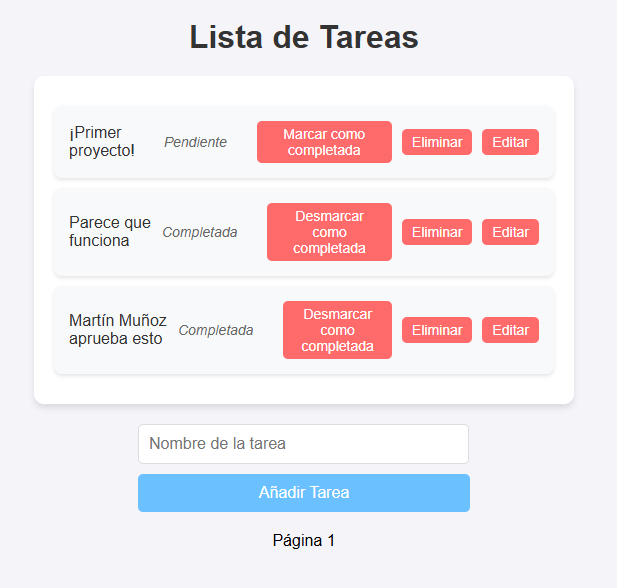 Lista de Tareas
¡Primer
proyecto!
Pendiente
Marcar como
completada
Eliminar
Editar
Parece que
funciona
Completada
Desmarcar
como
completada
Eliminar
Editar
Martín Muñoz
aprueba esto
Completada
Desmarcar
como
completada
Eliminar
Editar
Nombre de la tarea
Añadir Tarea
Página 1